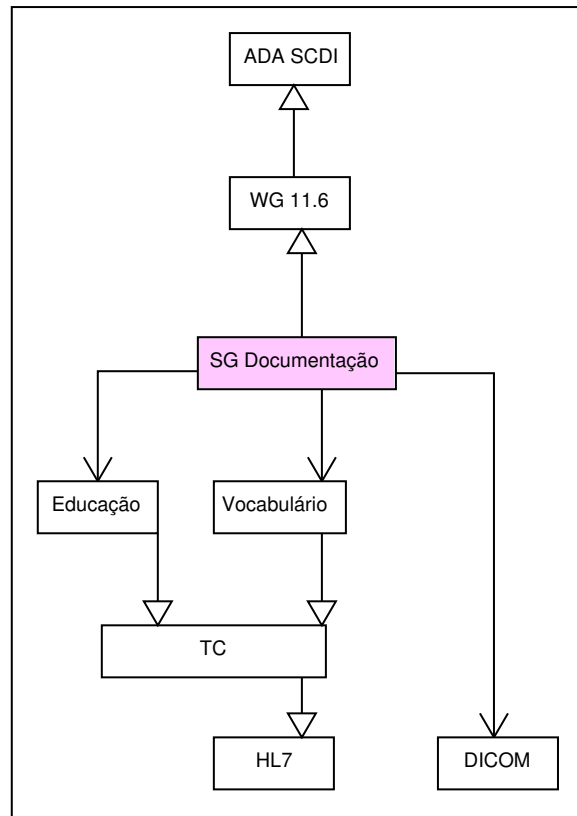 ADA SCDI
WG 11.6
SG Documentação
Educação
Vocabulário
TC
HL7
DICOM